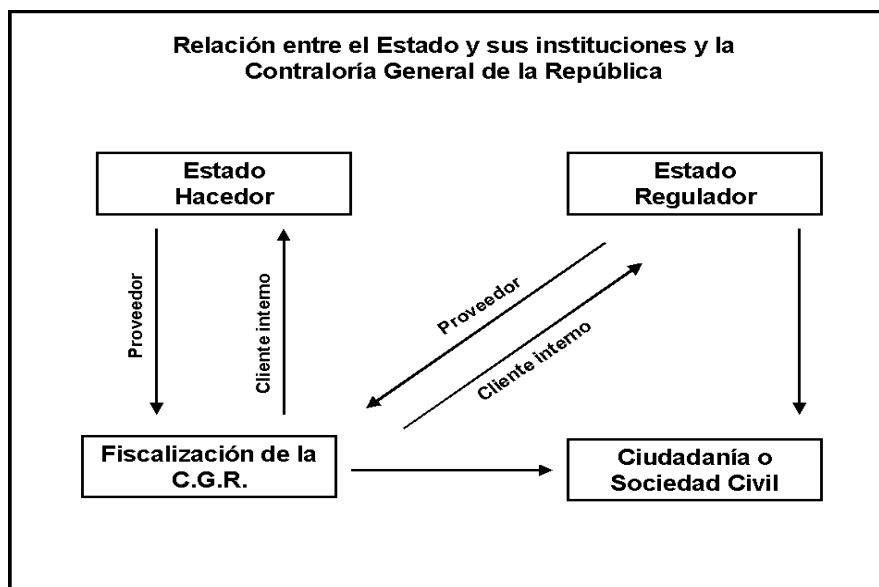 Relación entre el Estado y sus instituciones y la
Contraloría General de la República
Estado
Hacedor
Estado
Regulador
Proveedor
Cliente interno
Proveedor
Cliente interno
Fiscalización de la
C.G.R.
Ciudadanía o
Sociedad Civil